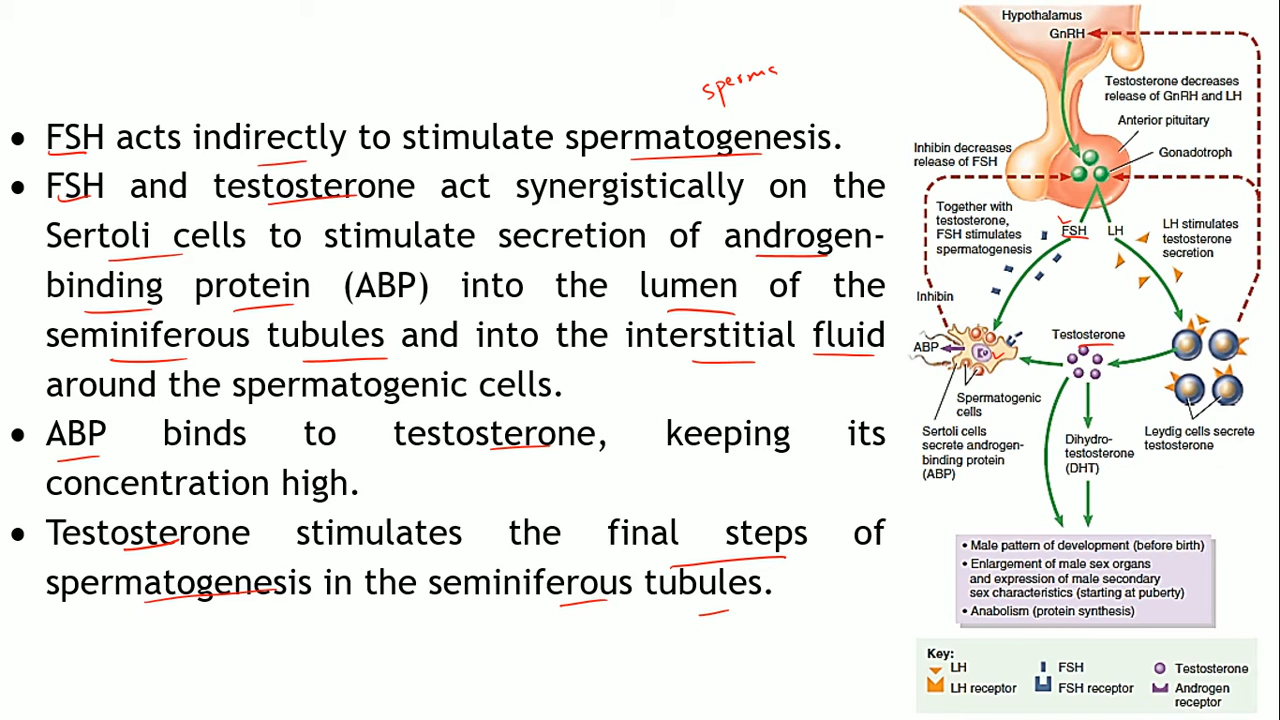 sperms
• FSH acts indirectly to stimulate spermatogenesis.
• FSH and testosterone act synergistically on the
Sertoli cells to stimulate secretion of androgen-
binding protein (ABP) into the lumen of the
seminiferous tubules and into the interstitial fluid
around the spermatogenic cells.
• ABP binds to testosterone, keeping its
concentration high.
• Testosterone stimulates the final steps of
spermatogenesis in the seminiferous tubules.
Hypothalamus
GnRH
Testosterone decreases
release of GnRH and LH
Anterior pituitary
Inhibin decreases
release of FSH
Gonadotroph
Together with
testosterone,
FSH stimulates
spermatogenesis
FSH
LH
LH stimulates
testosterone
secretion
Inhibin
ABP
Testosterone
Spermatogenic
cells
Sertoli cells
secrete androgen-
binding protein
(ABP)
Dihydro-
testosterone
(DHT)
Leydig cells secrete
testosterone
• Male pattern of development (before birth)
• Enlargement of male sex organs
and expression of male secondary
sex characteristics (starting at puberty)
• Anabolism (protein synthesis)
Key:
LH
LH receptor
FSH
FSH receptor
Testosterone
Androgen
receptor